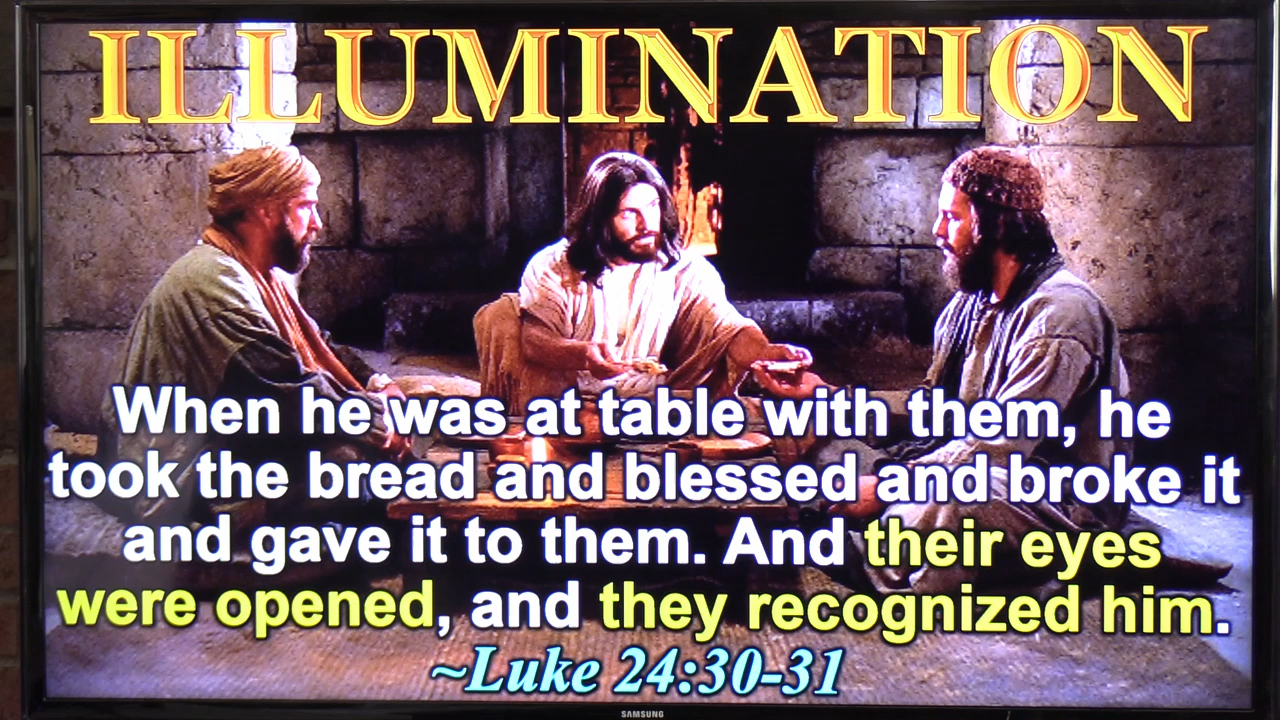 ILLUMINATION
When he was at table with them, he
took the bread and blessed and broke it
and gave it to them. And their eyes
were opened, and they recognized him.
~Luke 24:30-31
SAMSUNG